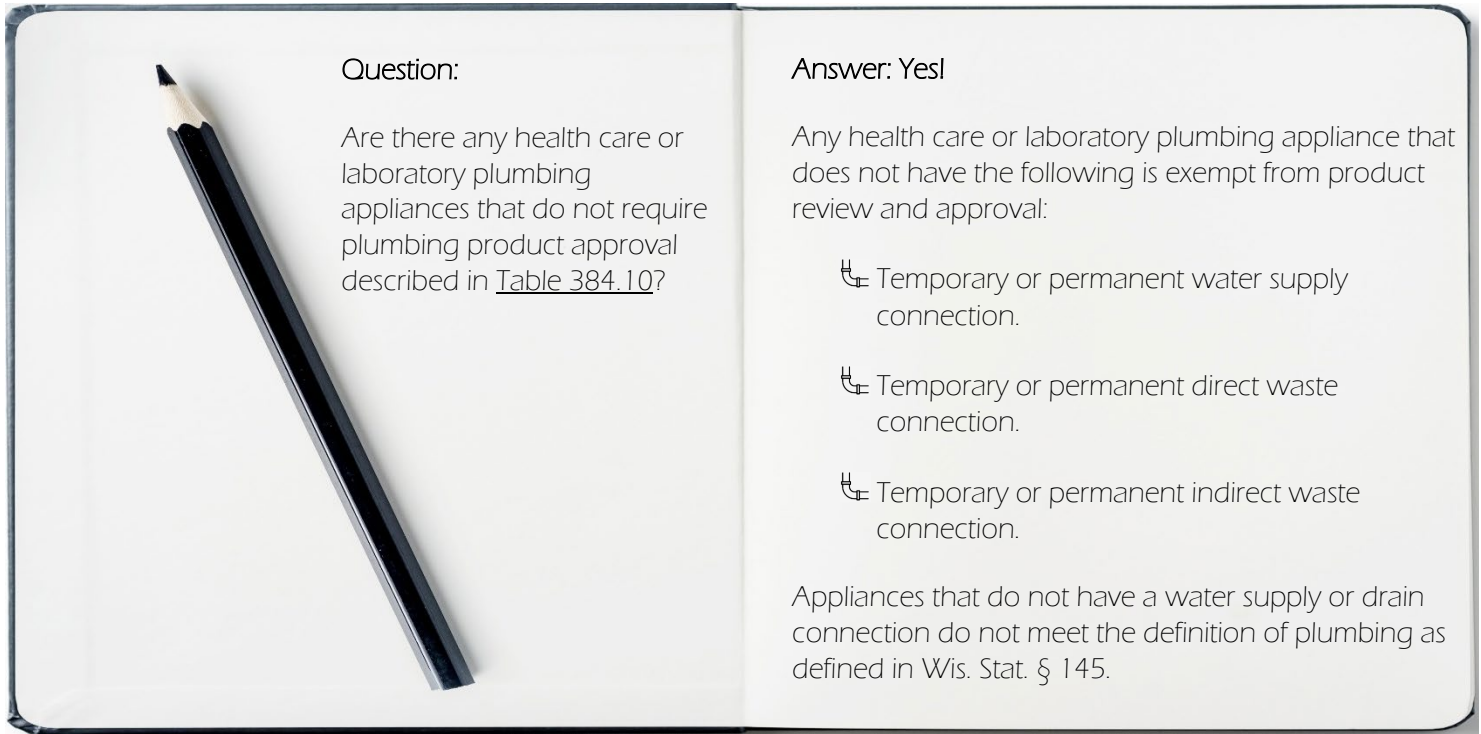 Question:
Are there any health care or
laboratory plumbing
appliances that do not require
plumbing product approval
described in Table 384.10?
Answer: Yes!
Any health care or laboratory plumbing appliance that
does not have the following is exempt from product
review and approval:
Temporary or permanent water supply
connection.
Temporary or permanent direct waste
connection.
Temporary or permanent indirect waste
connection.
Appliances that do not have a water supply or drain
connection do not meet the definition of plumbing as
defined in Wis. Stat. § 145.